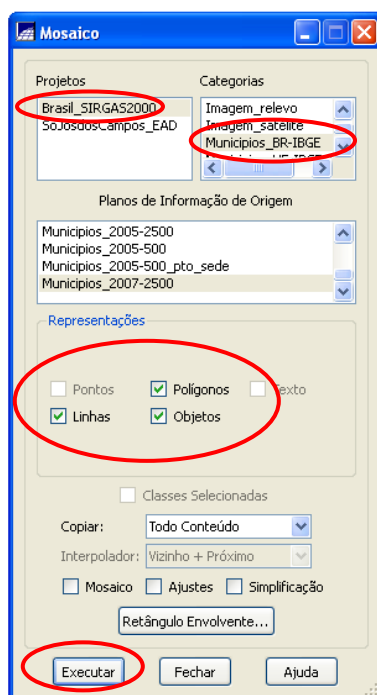 Mosaico
Projetos Categorias
Brasil_SIRGAS2000
SoJosdosCampos_EAD
Imagem_relevo
Imagem_satelite
Municipios_BR-IBGE
Planos de Informação de Origem
Municipios_2005-2500
Municipios_2005-500
Municipios_2005-500_pto_sede
Municipios_2007-2500
Representações
Pontos Polígonos Texto
Linhas Objetos
Classes Selecionadas
Copiar: Todo Conteúdo
Interpolador: Vizinho + Próximo
Mosaico Ajustes Simplificação
Retângulo Envolvente...
Executar Fechar Ajuda